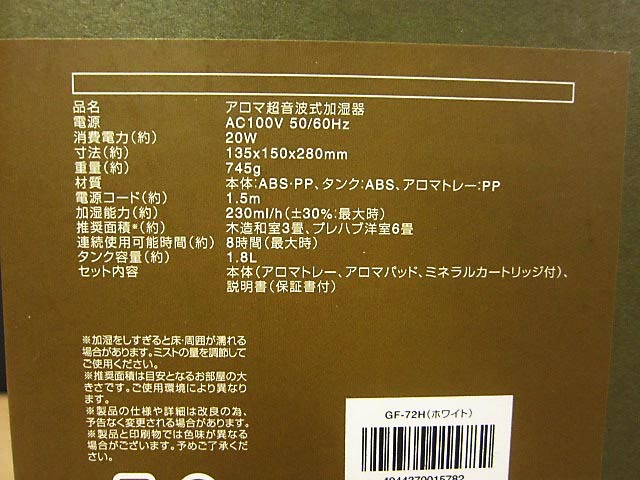 品名 アロマ超音波式加湿器
電源 AC100V 50/60Hz
消費電力(約) 20W
寸法(約) 135x150x280mm
重量(約) 745g
材質 本体:ABS・PP、タンク:ABS、アロマトレー:PP
電源コード(約) 1.5m
加湿能力(約) 230ml/h(±30%:最大時)
推奨面積*(約) 木造和室3畳、プレハブ洋室6畳
連続使用可能時間(約) 8時間(最大時)
タンク容量(約) 1.8L
セット内容 本体(アロマトレー、アロマパッド、ミネラルカートリッジ付)、
説明書(保証書付)
※加湿をしすぎると床・周囲が濡れる
場合があります。ミストの量を調節して
ご使用ください。
※推奨面積は目安となるお部屋の大
きさです。ご使用環境により異なり
ます。
※製品の仕様や詳細は改良の為、
予告なく変更される場合があります。
※製品と印刷物では色味が異なる
場合がございます。予めご了承くだ
さい。
GF-72H(ホワイト)
4944370015782